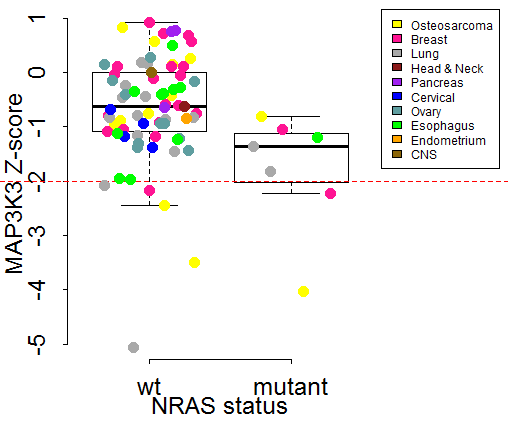 MAP3K3 Z-score
1
0
-1
-2
-3
-4
-5
wt
mutant
NRAS status
Osteosarcoma
Breast
Lung
Head & Neck
Pancreas
Cervical
Ovary
Esophagus
Endometrium
CNS